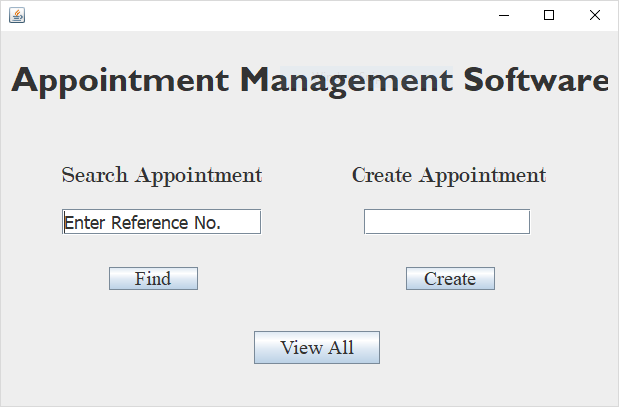 Appointment Management Software
Search Appointment
Create Appointment
Enter Reference No.
Find
Create
View All